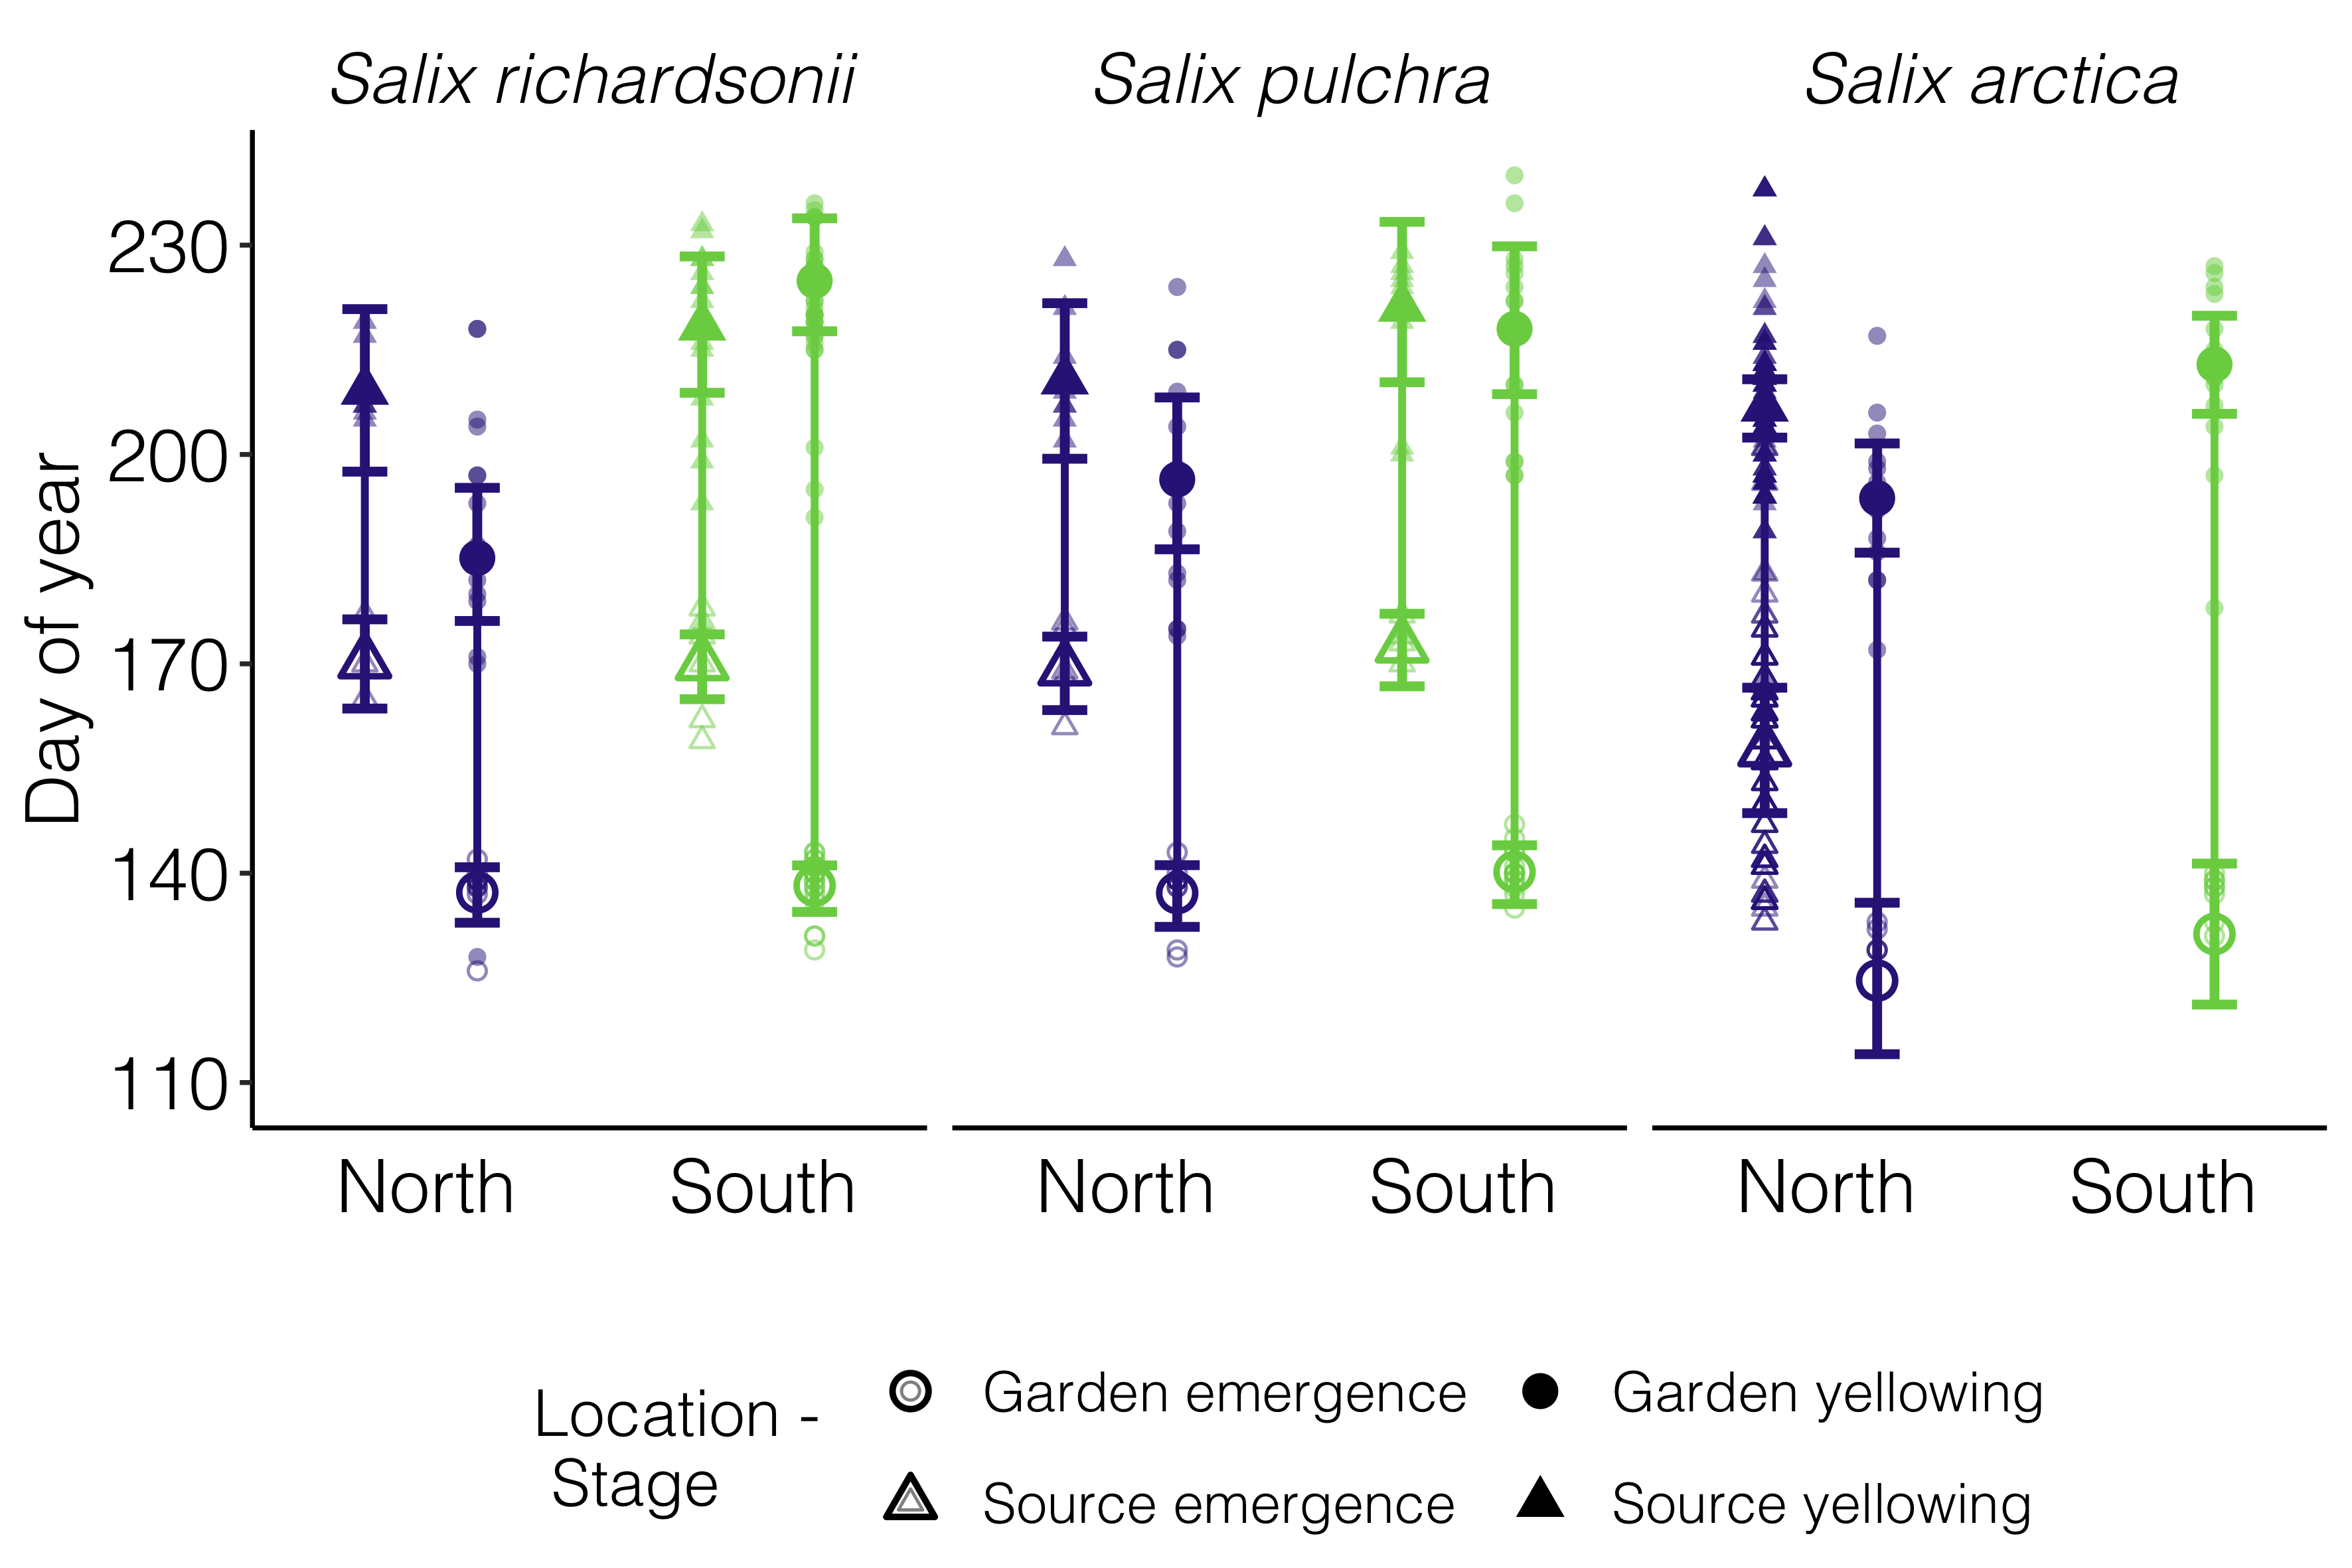 Salix richardsonii
Salix pulchra
Salix arctica
Day of year
230
200
170
140
110
North
South
North
South
North
South
Location -
Stage
Garden emergence
Garden yellowing
Source emergence
Source yellowing